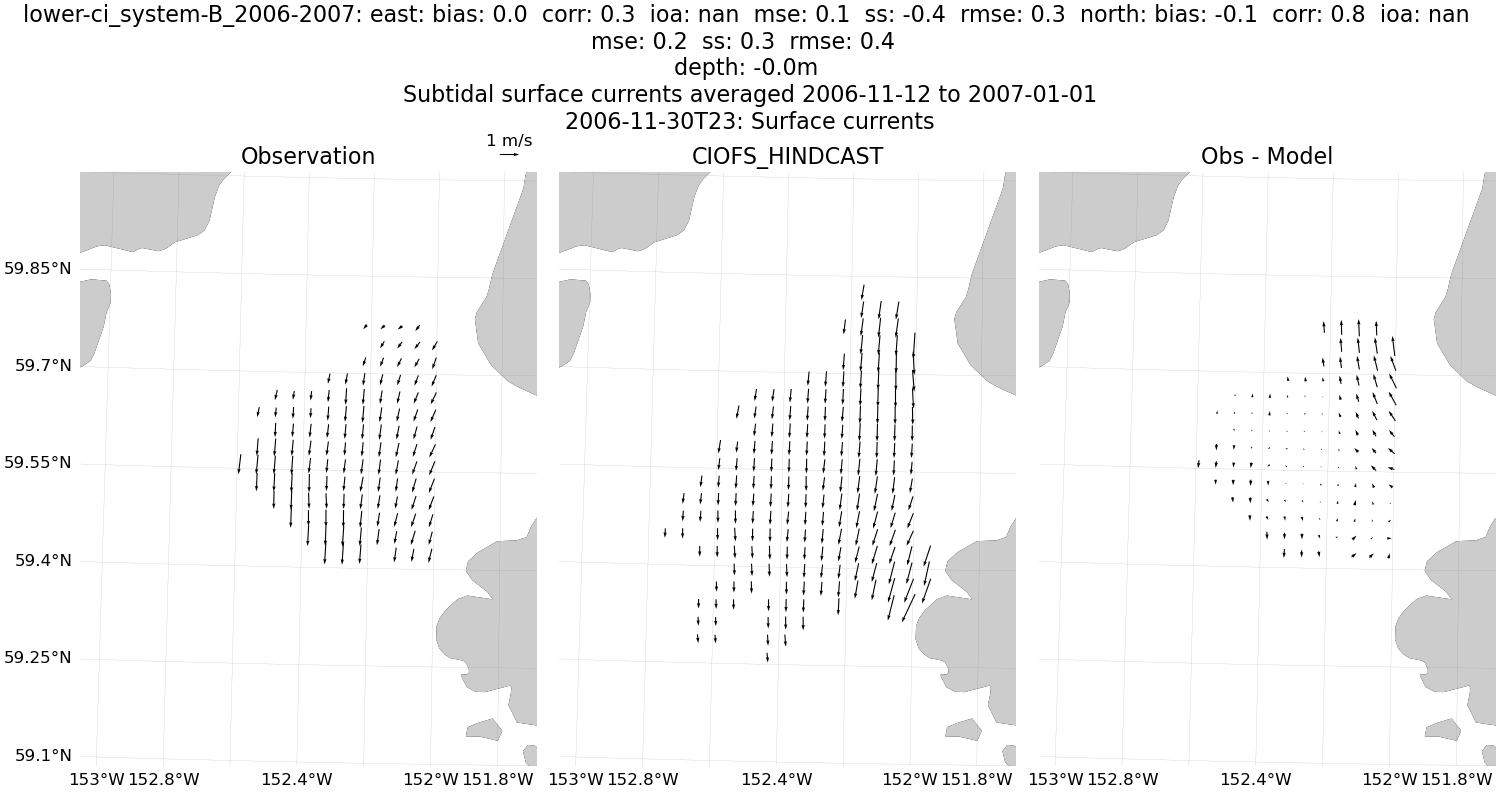 lower-ci_system-B_2006-2007: east: bias: 0.0 corr: 0.3 ioa: nan mse: 0.1 ss: -0.4 rmse: 0.3 north: bias: -0.1 corr: 0.8 ioa: nan
mse: 0.2 ss: 0.3 rmse: 0.4
depth: -0.0m
Subtidal surface currents averaged 2006-11-12 to 2007-01-01
2006-11-30T23: Surface currents
1 m/s
Observation
CIOFS_HINDCAST
Obs - Model
59.85°N
59.7°N
59.55°N
59.4°N
59.25°N
59.1°N
153°W 152.8°W 152.4°W 152°W 151.8°W
153°W 152.8°W 152.4°W 152°W 151.8°W
153°W 152.8°W 152.4°W 152°W 151.8°W